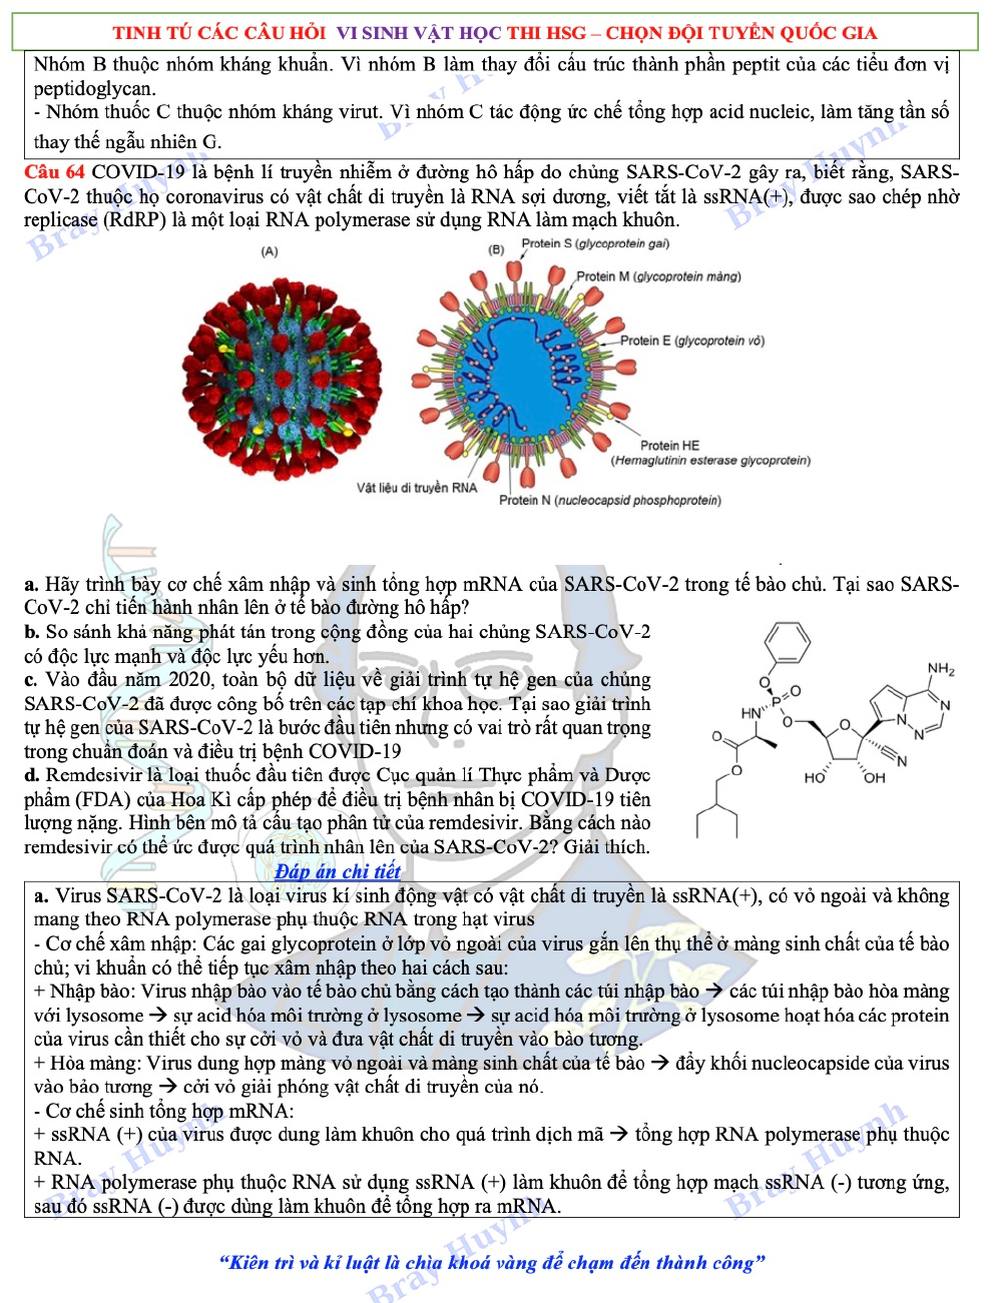 TINH TÚ CÁC CÂU HỎI VI SINH VẬT HỌC THI HSG – CHỌN ĐỘI TUYỂN QUỐC GIA
Nhóm B thuộc nhóm kháng khuẩn. Vì nhóm B làm thay đổi cấu trúc thành phần peptit của các tiểu đơn vị
peptidoglycan.
- Nhóm thuốc C thuộc nhóm kháng virut. Vì nhóm C tác động ức chế tổng hợp acid nucleic, làm tăng tần số
thay thế ngẫu nhiên G.
Câu 64 COVID-19 là bệnh lí truyền nhiễm ở đường hô hấp do chủng SARS-CoV-2 gây ra, biết rằng, SARS-
CoV-2 thuộc họ coronavirus có vật chất di truyền là RNA sợi dương, viết tắt là ssRNA(+), được sao chép nhờ
replicase (RdRP) là một loại RNA polymerase sử dụng RNA làm mạch khuôn.
(A)
(B)
Protein S (glycoprotein gai)
Protein M (glycoprotein màng)
Protein E (glycoprotein vỏ)
Protein HE
(Hemaglutinin esterase glycoprotein)
Vật liệu di truyền RNA
Protein N (nucleocapsid phosphoprotein)
a. Hãy trình bày cơ chế xâm nhập và sinh tổng hợp mRNA của SARS-CoV-2 trong tế bào chủ. Tại sao SARS-
CoV-2 chỉ tiến hành nhân lên ở tế bào đường hô hấp?
b. So sánh khả năng phát tán trong cộng đồng của hai chủng SARS-CoV-2
có độc lực mạnh và độc lực yếu hơn.
c. Vào đầu năm 2020, toàn bộ dữ liệu về giải trình tự hệ gen của chủng
SARS-CoV-2 đã được công bố trên các tạp chí khoa học. Tại sao giải trình
tự hệ gen của SARS-CoV-2 là bước đầu tiên nhưng có vai trò rất quan trọng
trong chuẩn đoán và điều trị bệnh COVID-19
d. Remdesivir là loại thuốc đầu tiên được Cục quản lí Thực phẩm và Dược
phẩm (FDA) của Hoa Kì cấp phép để điều trị bệnh nhân bị COVID-19 tiên
lượng nặng. Hình bên mô tả cấu tạo phân tử của remdesivir. Bằng cách nào
remdesivir có thể ức được quá trình nhân lên của SARS-CoV-2? Giải thích.
NH₂
N
N
N
O
P
O
HN
O
O
O
O
CN
HO
OH
Đáp án chi tiết
a. Virus SARS-CoV-2 là loại virus kí sinh động vật có vật chất di truyền là ssRNA(+), có vỏ ngoài và không
mang theo RNA polymerase phụ thuộc RNA trong hạt virus
- Cơ chế xâm nhập: Các gai glycoprotein ở lớp vỏ ngoài của virus gắn lên thụ thể ở màng sinh chất của tế bào
chủ; vi khuẩn có thể tiếp tục xâm nhập theo hai cách sau:
+ Nhập bào: Virus nhập bào vào tế bào chủ bằng cách tạo thành các túi nhập bào → các túi nhập bào hòa màng
với lysosome → sự acid hóa môi trường ở lysosome → sự acid hóa môi trường ở lysosome hoạt hóa các protein
của virus cần thiết cho sự cởi vỏ và đưa vật chất di truyền vào bào tương.
+ Hòa màng: Virus dung hợp màng vỏ ngoài và màng sinh chất của tế bào → đẩy khối nucleocapside của virus
vào bảo tương → cởi vỏ giải phóng vật chất di truyền của nó.
- Cơ chế sinh tổng hợp mRNA:
+ ssRNA (+) của virus được dung làm khuôn cho quá trình dịch mã → tổng hợp RNA polymerase phụ thuộc
RNA.
+ RNA polymerase phụ thuộc RNA sử dụng ssRNA (+) làm khuôn để tổng hợp mạch ssRNA (-) tương ứng,
sau đó ssRNA (-) được dùng làm khuôn để tổng hợp ra mRNA.
“Kiên trì và kỉ luật là chìa khoá vàng để chạm đến thành công”
Bray Huynh
Bray Huynh
Bray Huynh
Bray Huynh
Bray Huynh
Bray Huynh